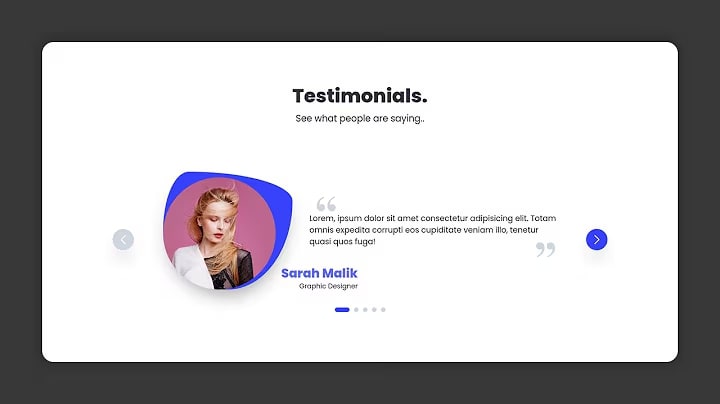 Testimonials.
See what people are saying..
“
Lorem, ipsum dolor sit amet consectetur adipisicing elit. Totam
omnis expedita corrupti eos cupiditate veniam illo, tenetur
quasi quos fuga!
”
Sarah Malik
Graphic Designer